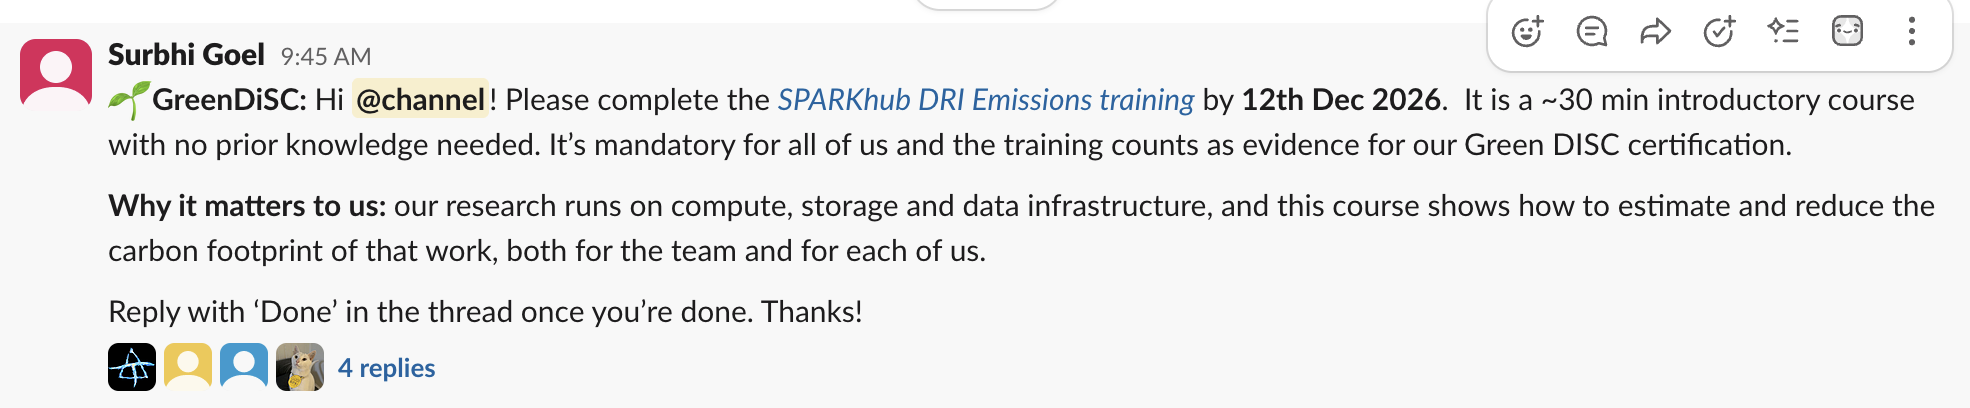 Surbhi Goel 9:45 AM
🌱GreenDiSC: Hi @channel! Please complete the SPARKhub DRI Emissions training by 12th Dec 2026. It is a ~30 min introductory course
with no prior knowledge needed. It’s mandatory for all of us and the training counts as evidence for our Green DISC certification.
Why it matters to us: our research runs on compute, storage and data infrastructure, and this course shows how to estimate and reduce the
carbon footprint of that work, both for the team and for each of us.
Reply with ‘Done’ in the thread once you’re done. Thanks!
4 replies